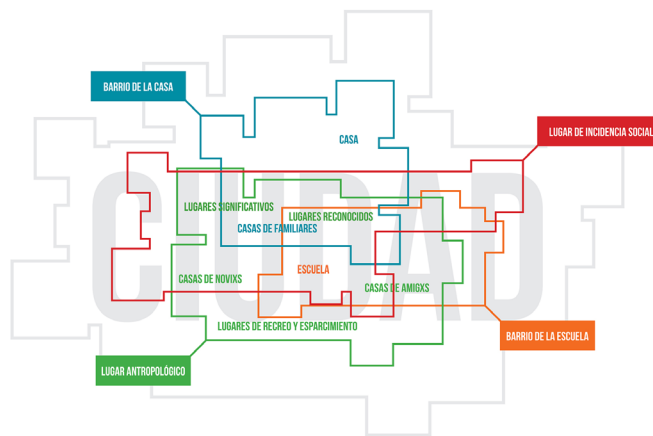 BARRIO DE LA CASA
CASA
LUGAR DE INCIDENCIA SOCIAL
CIUDAD
LUGARES SIGNIFICATIVOS
LUGARES RECONOCIDOS
CASAS DE FAMILIARES
ESCUELA
CASAS DE NOVIXS
CASAS DE AMIGXS
LUGARES DE RECREO Y ESPARCIMIENTO
BARRIO DE LA ESCUELA
LUGAR ANTROPOLÓGICO